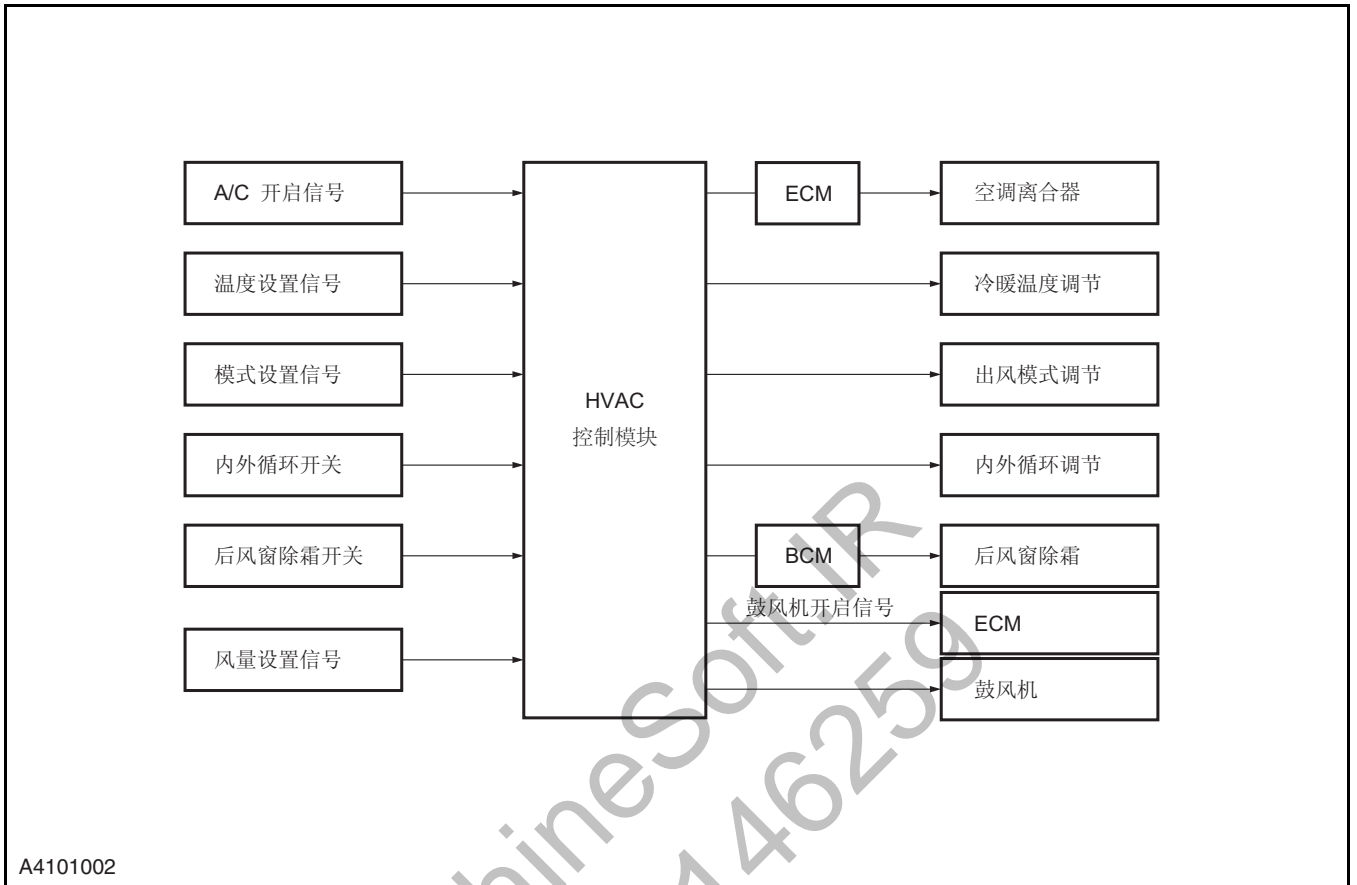 A/C 开启信号
温度设置信号
模式设置信号
内外循环开关
后风窗除霜开关
风量设置信号
HVAC
控制模块
ECM
BCM
鼓风机开启信号
空调离合器
冷暖温度调节
出风模式调节
内外循环调节
后风窗除霜
ECM
鼓风机
A4101002
hineSoft.IR
146259